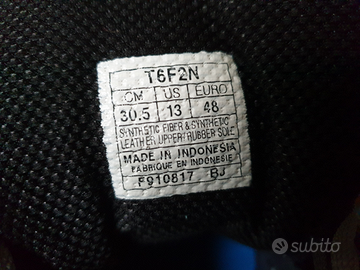 T6F2N
CM US EURO
30.5 13 48
SYNTHSTIC FIBER & SYNTHETIC
LEATHER UPPER/RUBBER SOLE
MADE IN INDONESIA
FABRIQUE EN INDONESIE
F910817 BJ
subito